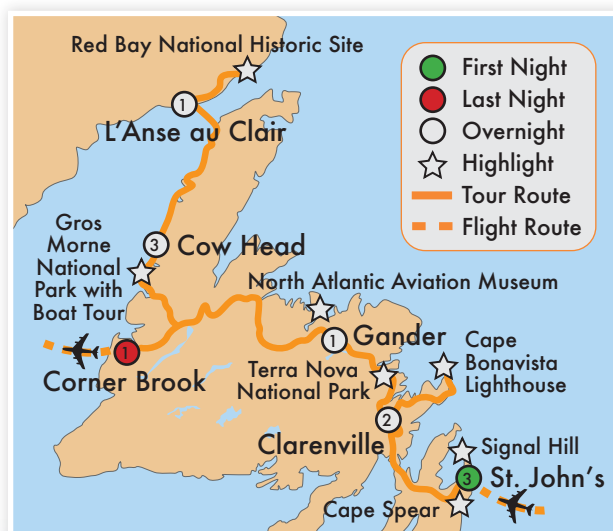 Red Bay National Historic Site
1
L'Anse au Clair
First Night
Last Night
Overnight
Highlight
Tour Route
Flight Route
3
Cow Head
Gros
Morne
National
Park with
Boat Tour
North Atlantic Aviation Museum
1
Corner Brook
1
Gander
Cape
Bonavista
Lighthouse
Terra Nova
National Park
2
Clarenville
Signal Hill
3
St. John's
Cape Spear